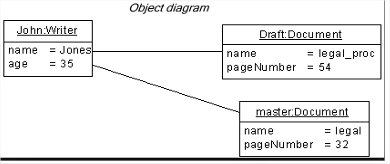 Object diagram
John:Writer
name = Jones
age = 35
Draft:Document
name = legal_proc
pageNumber = 54
master:Document
name = legal
pageNumber = 32